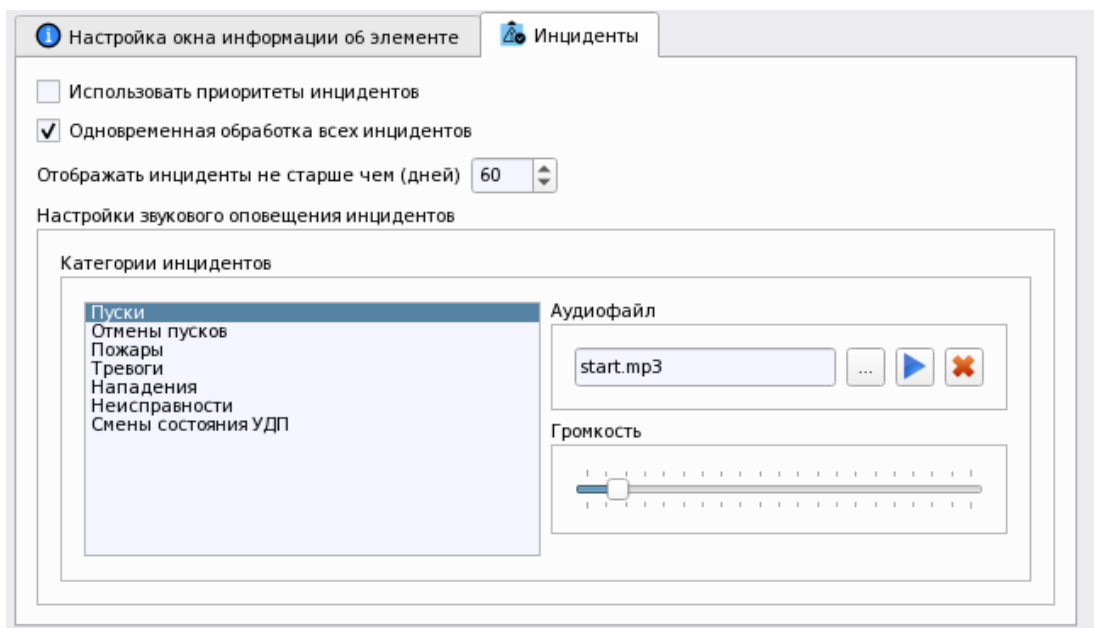 Настройка окна информации об элементе
Инциденты
Использовать приоритеты инцидентов
Одновременная обработка всех инцидентов
Отображать инциденты не старше чем (дней) 60
Настройки звукового оповещения инцидентов
Категории инцидентов
Пуски
Отмены пусков
Пожары
Тревоги
Нападения
Неисправности
Смены состояния УДП
Аудиофайл
start.mp3
...
Громкость